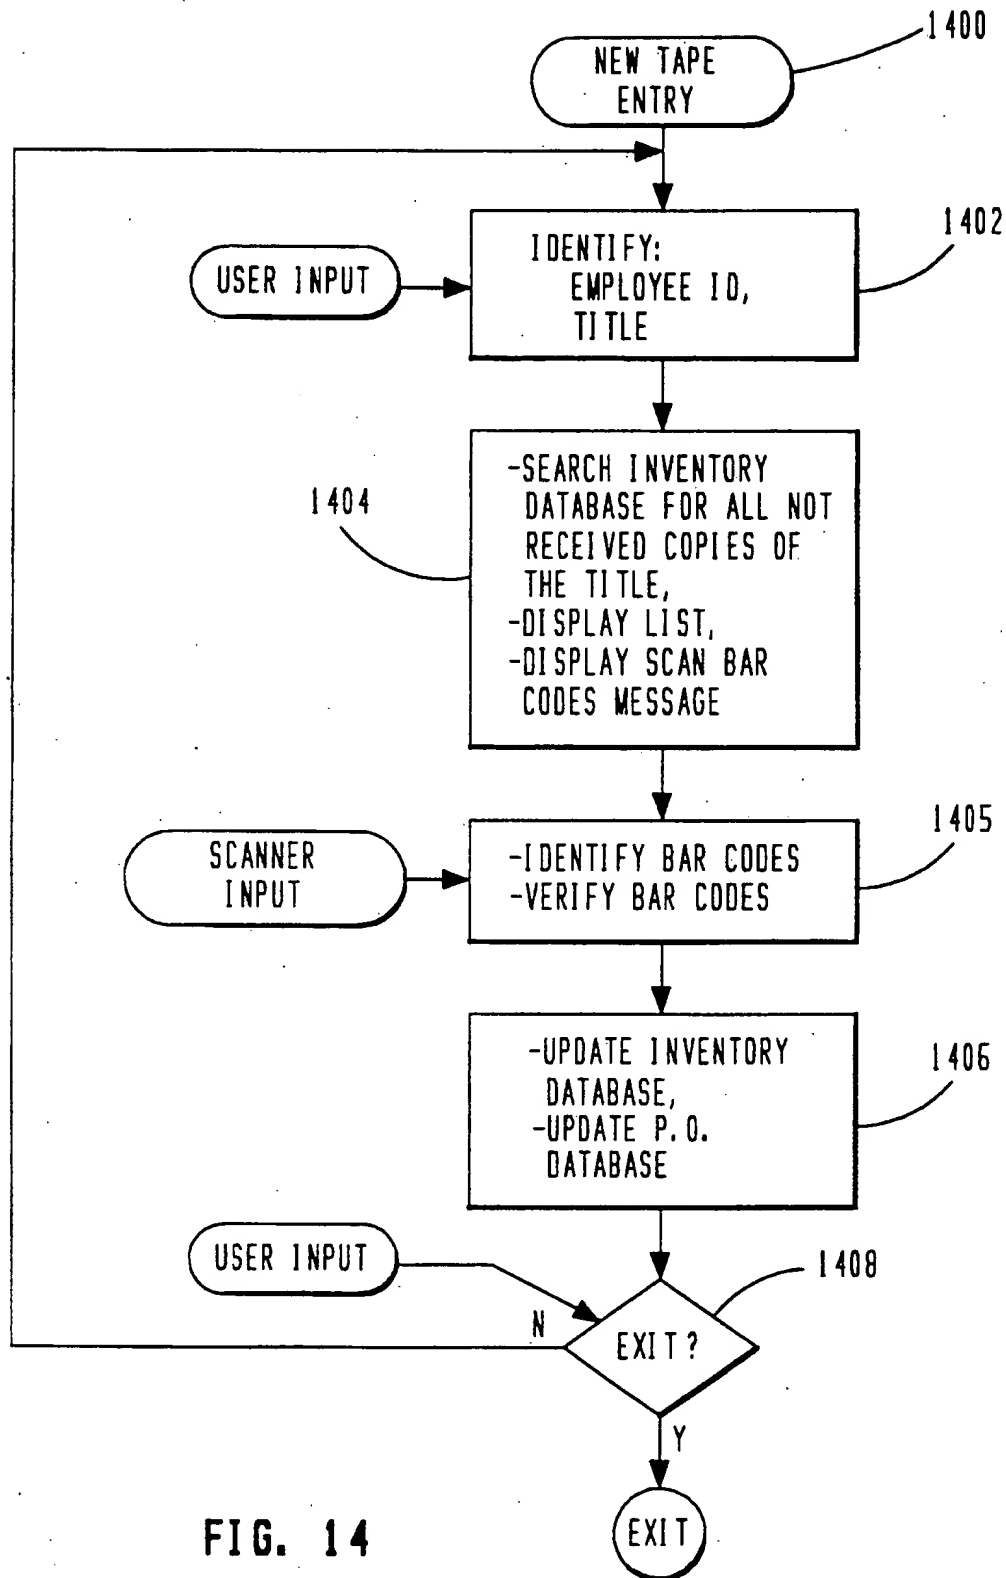 1400
NEW TAPE
ENTRY
1402
IDENTIFY:
EMPLOYEE ID,
TITLE
USER INPUT
1404
-SEARCH INVENTORY
DATABASE FOR ALL NOT
RECEIVED COPIES OF
THE TITLE,
-DISPLAY LIST,
-DISPLAY SCAN BAR
CODES MESSAGE
1405
SCANNER
INPUT
-IDENTIFY BAR CODES
-VERIFY BAR CODES
1406
-UPDATE INVENTORY
DATABASE,
-UPDATE P.O.
DATABASE
USER INPUT
1408
N
EXIT?
Y
EXIT
FIG. 14